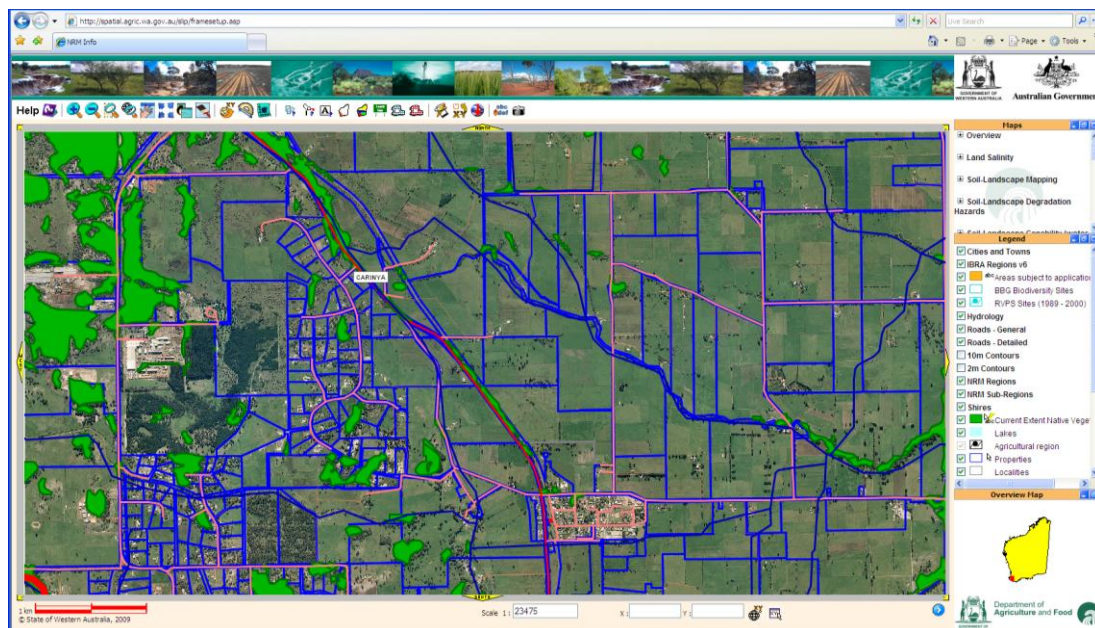 http://spatial.agric.wa.gov.au/slip/framesetup.asp
Live Search
NRM Info
Page
Tools
GOVERNMENT OF
WESTERN AUSTRALIA
Australian Government
Help
North
Maps
Overview
Land Salinity
Soil-Landscape Mapping
Soil-Landscape Degradation
Hazards
Legend
Cities and Towns
IBRA Regions v6
Areas subject to application
BBG Biodiversity Sites
RVPS Sites (1989 - 2000)
Hydrology
Roads - General
Roads - Detailed
10m Contours
2m Contours
NRM Regions
NRM Sub-Regions
Shires
Current Extent Native Veget
Lakes
Agricultural region
Properties
Localities
CARINYA
Overview Map
1 km
© State of Western Australia, 2009
Scale 1: 23475
X:
Y:
XY
Department of
Agriculture and Food